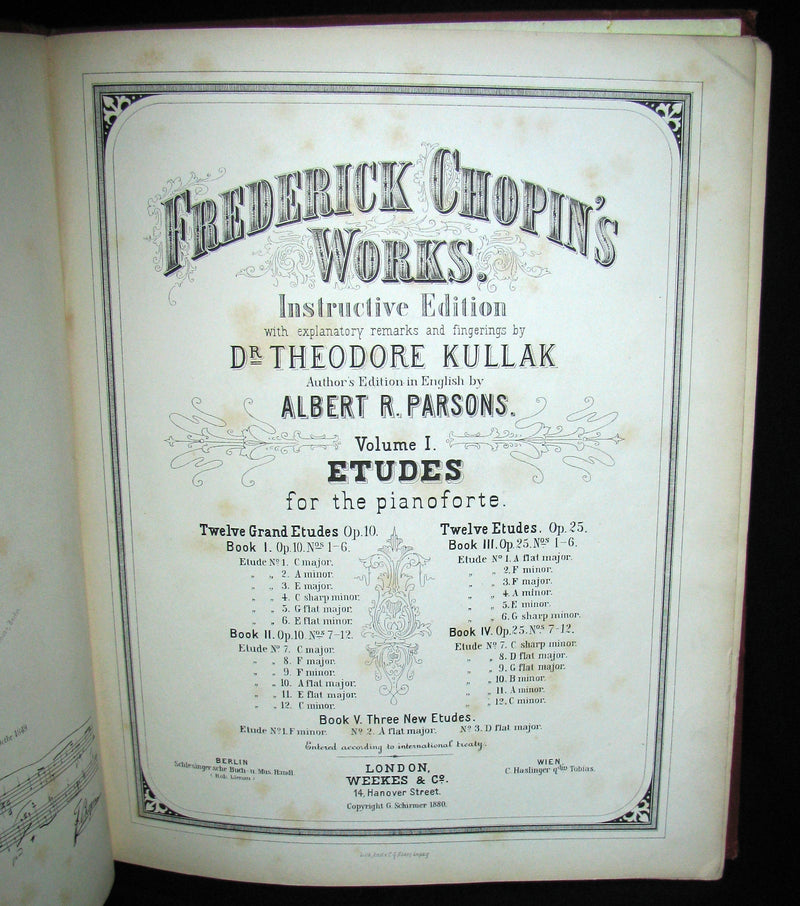 FREDERICK CHOPIN'S
WORKS.
Instructive Edition
with explanatory remarks and fingerings by
DR THEODORE KULLAK
Author's Edition in English by
ALBERT R. PARSONS.
Volume I.
ETUDES
for the pianoforte.
Twelve Grand Etudes Op.10.
Book I. Op.10. Nos 1-6.
Etude No 1. C major.
„ „ 2. A minor.
„ „ 3. E major.
„ „ 4. C sharp minor.
„ „ 5. G flat major.
„ „ 6. E flat minor.
Book II. Op.10. Nos 7-12.
Etude No 7. C major.
„ „ 8. F major.
„ „ 9. F minor.
„ „ 10. A flat major.
„ „ 11. E flat major.
„ „ 12. C minor.
Twelve Etudes. Op.25.
Book III. Op.25. Nos 1-6.
Etude No 1. A flat major.
„ „ 2. F minor.
„ „ 3. F major.
„ „ 4. A minor.
„ „ 5. E minor.
„ „ 6. G sharp minor.
Book IV. Op.25. Nos 7-12.
Etude No 7. C sharp minor.
„ „ 8. D flat major.
„ „ 9. G flat major.
„ „ 10. B minor.
„ „ 11. A minor.
„ „ 12. C minor.
Book V. Three New Etudes.
Etude No 1. F minor. No 2. A flat major. No 3. D flat major.
Entered according to international treaty.
BERLIN
Schlesinger'sche Buch- u. Mus. Handl.
(Rob. Lienau)
LONDON,
WEEKES & Co.
14, Hanover Street.
Copyright G. Schirmer 1880.
WIEN,
C. Haslinger qdm Tobias.